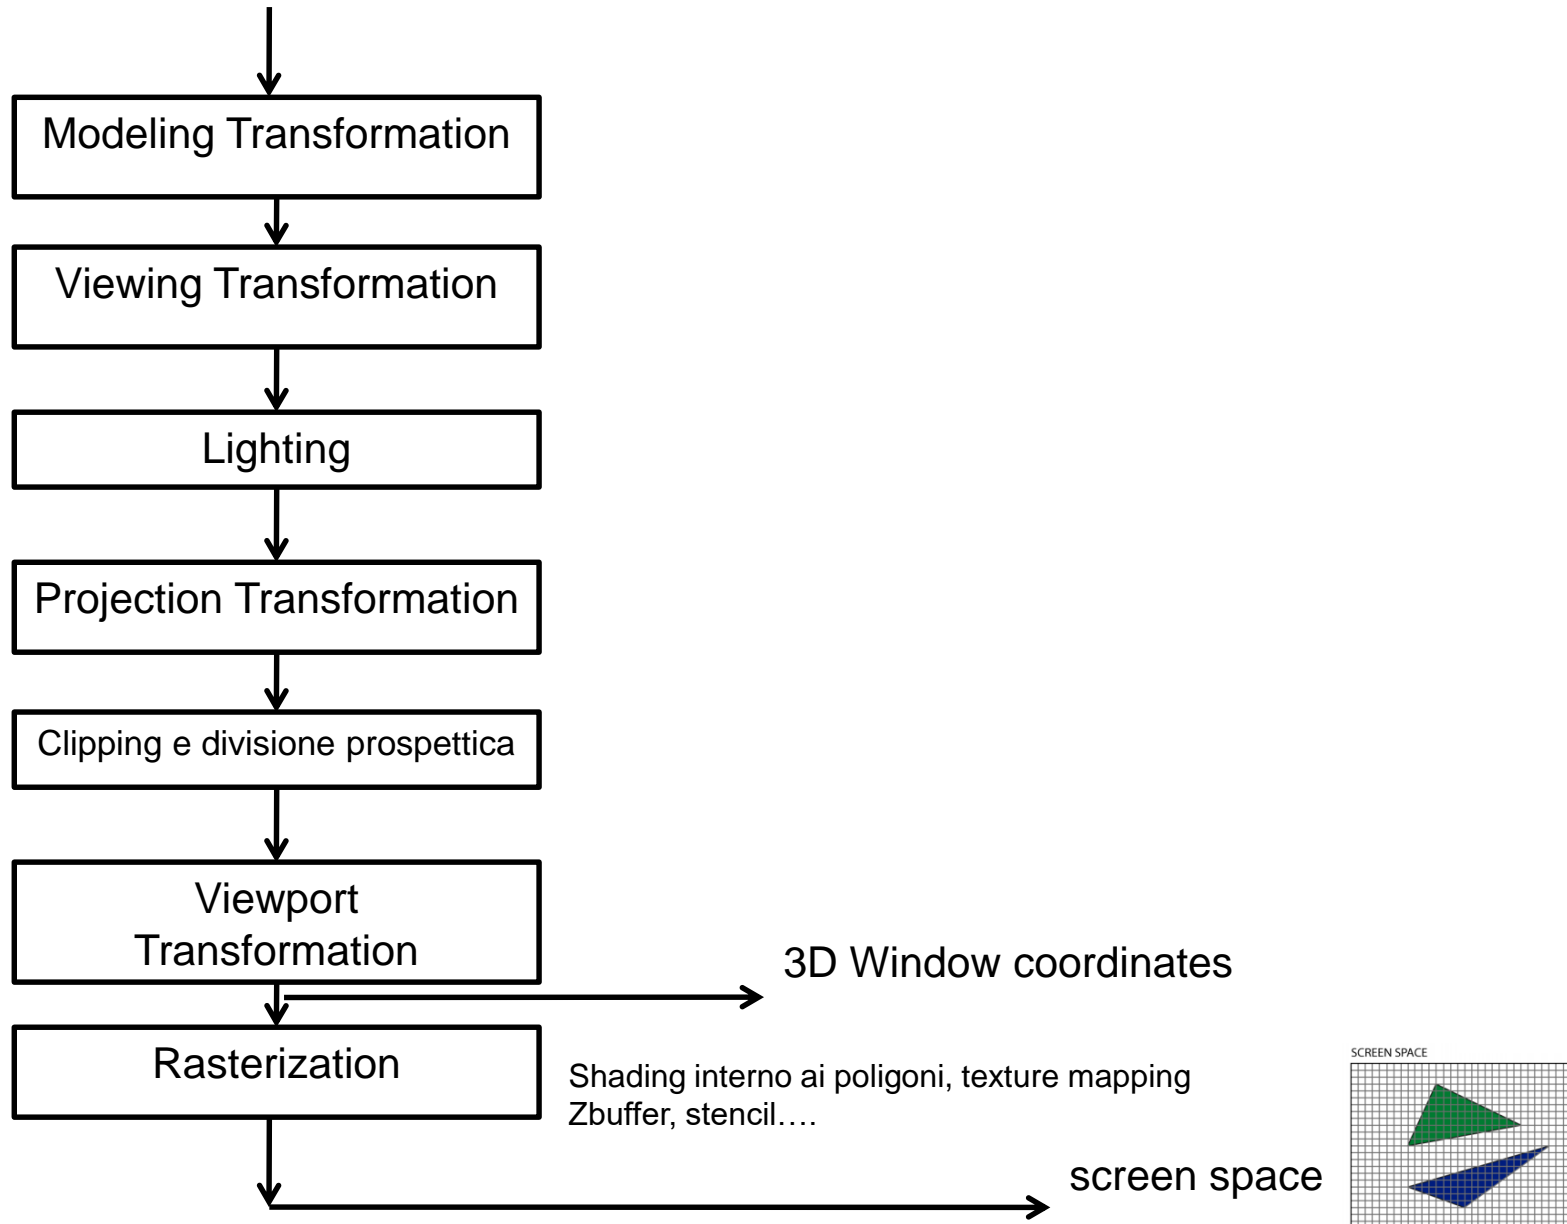 Modeling Transformation
Viewing Transformation
Lighting
Projection Transformation
Clipping e divisione prospettica
Viewport
Transformation
3D Window coordinates
Rasterization
Shading interno ai poligoni, texture mapping
Zbuffer, stencil....
SCREEN SPACE
screen space